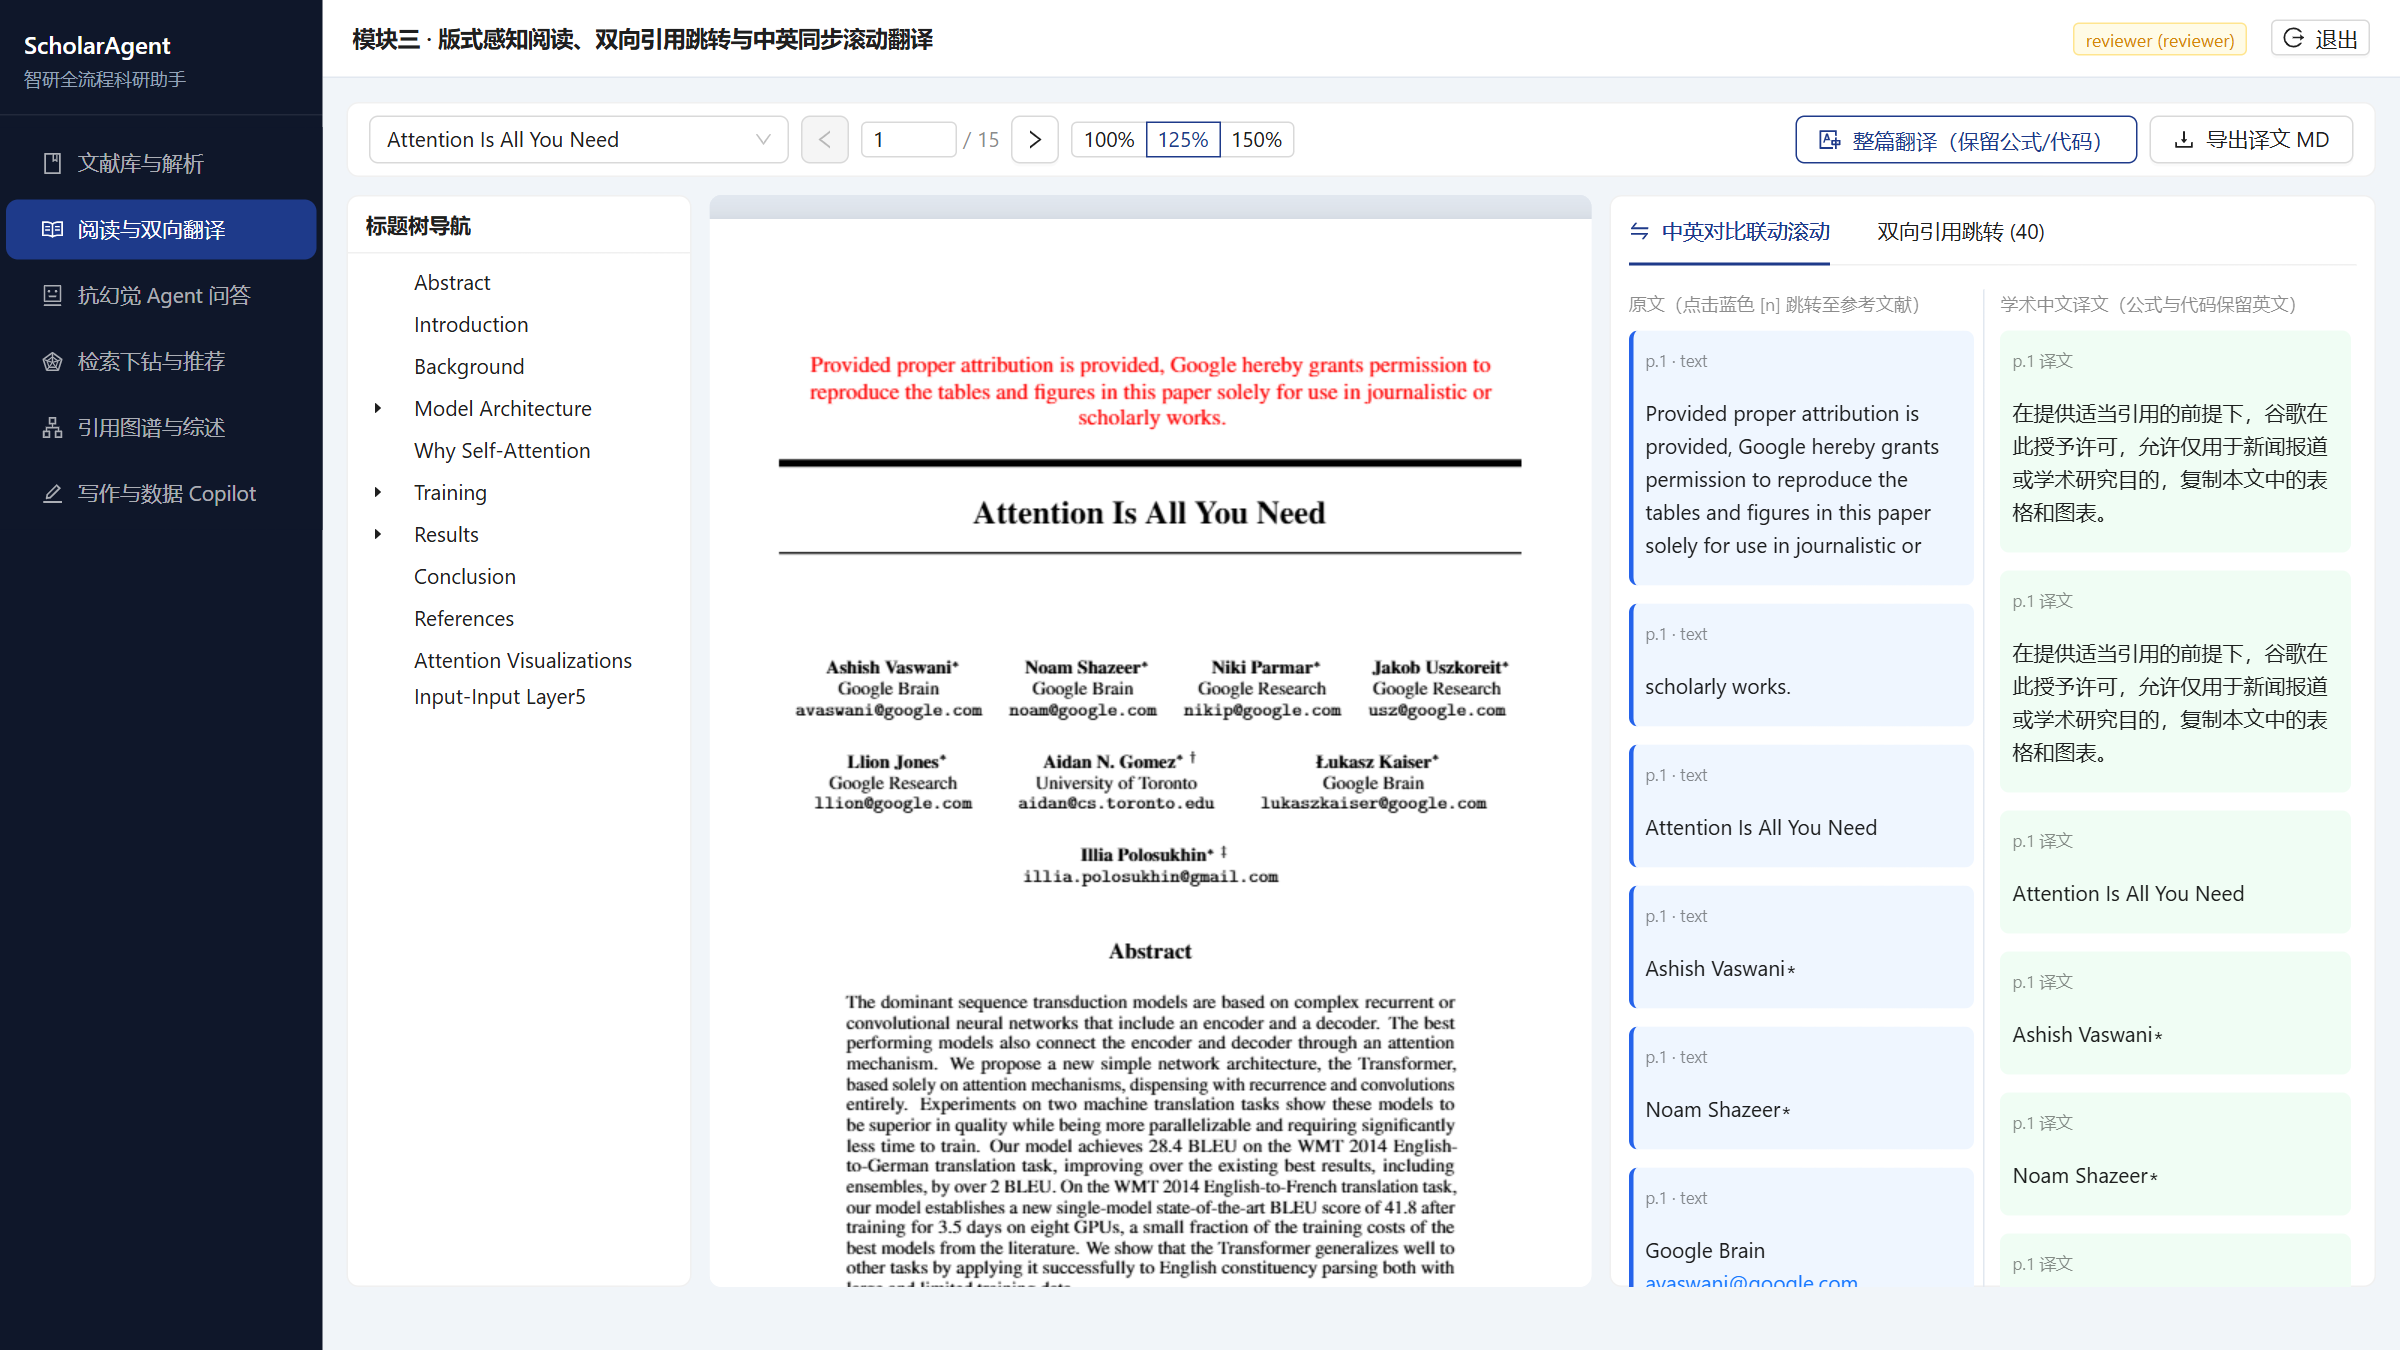 ScholarAgent
智研全流程科研助手
文献库与解析
阅读与双向翻译
抗幻觉 Agent 问答
检索下钻与推荐
引用图谱与综述
写作与数据 Copilot
模块三 · 版式感知阅读、双向引用跳转与中英同步滚动翻译
reviewer (reviewer)
退出
Attention Is All You Need
1
/ 15
100%
125%
150%
整篇翻译（保留公式/代码）
导出译文 MD
标题树导航
Abstract
Introduction
Background
Model Architecture
Why Self-Attention
Training
Results
Conclusion
References
Attention Visualizations
Input-Input Layer5
Provided proper attribution is provided, Google hereby grants permission to
reproduce the tables and figures in this paper solely for use in journalistic or
scholarly works.
Attention Is All You Need
Ashish Vaswani* Noam Shazeer* Niki Parmar* Jakob Uszkoreit*
Google Brain Google Brain Google Research Google Research
avaswani@google.com noam@google.com nikip@google.com usz@google.com
Llion Jones* Aidan N. Gomez* † Łukasz Kaiser*
Google Research University of Toronto Google Brain
llion@google.com aidan@cs.toronto.edu lukaszkaiser@google.com
Illia Polosukhin* ‡
illia.polosukhin@gmail.com
Abstract
The dominant sequence transduction models are based on complex recurrent or
convolutional neural networks that include an encoder and a decoder. The best
performing models also connect the encoder and decoder through an attention
mechanism. We propose a new simple network architecture, the Transformer,
based solely on attention mechanisms, dispensing with recurrence and convolutions
entirely. Experiments on two machine translation tasks show these models to
be superior in quality while being more parallelizable and requiring significantly
less time to train. Our model achieves 28.4 BLEU on the WMT 2014 English-
to-German translation task, improving over the existing best results, including
ensembles, by over 2 BLEU. On the WMT 2014 English-to-French translation task,
our model establishes a new single-model state-of-the-art BLEU score of 41.8 after
training for 3.5 days on eight GPUs, a small fraction of the training costs of the
best models from the literature. We show that the Transformer generalizes well to
other tasks by applying it successfully to English constituency parsing both with
中英对比联动滚动
双向引用跳转 (40)
原文（点击蓝色 [n] 跳转至参考文献）
p.1 · text
Provided proper attribution is
provided, Google hereby grants
permission to reproduce the
tables and figures in this paper
solely for use in journalistic or
p.1 · text
scholarly works.
p.1 · text
Attention Is All You Need
p.1 · text
Ashish Vaswani*
p.1 · text
Noam Shazeer*
p.1 · text
Google Brain
avaswani@google.com
学术中文译文（公式与代码保留英文）
p.1 译文
在提供适当引用的前提下，谷歌在
此授予许可，允许仅用于新闻报道
或学术研究目的，复制本文中的表
格和图表。
p.1 译文
在提供适当引用的前提下，谷歌在
此授予许可，允许仅用于新闻报道
或学术研究目的，复制本文中的表
格和图表。
p.1 译文
Attention Is All You Need
p.1 译文
Ashish Vaswani*
p.1 译文
Noam Shazeer*
p.1 译文